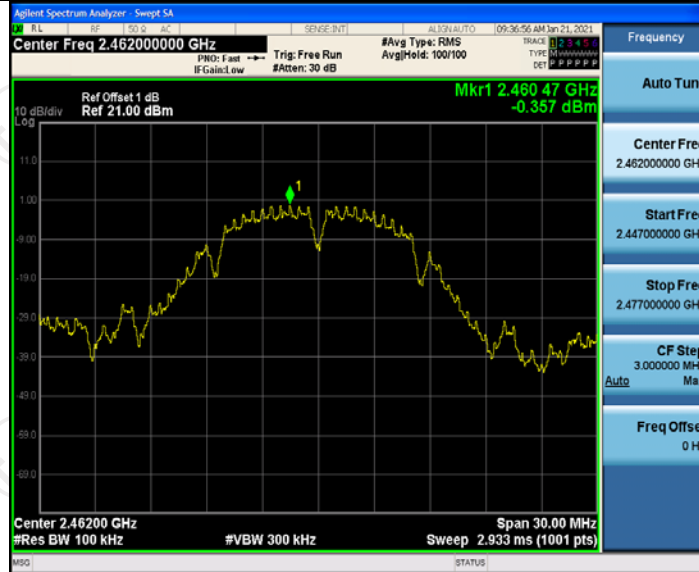 Agilent Spectrum Analyzer - Swept SA
RL RF 50 Ω AC SENSE:INT ALIGNAUTO 09:36:56 AM Jan 21, 2021
Center Freq 2.462000000 GHz
PNO: Fast
IFGain:Low
Trig: Free Run
#Atten: 30 dB
#Avg Type: RMS
Avg|Hold: 100/100
TRACE 1 2 3 4 5 6
TYPE M
DET P P P P P P
Frequency
Ref Offset 1 dB
10 dB/div Ref 21.00 dBm
Log
Mkr1 2.460 47 GHz
-0.357 dBm
11.0
1.00
-9.00
-19.0
-29.0
-39.0
-49.0
-59.0
-69.0
1
Center 2.46200 GHz
Span 30.00 MHz
#Res BW 100 kHz
#VBW 300 kHz
Sweep 2.933 ms (1001 pts)
Auto Tun
Center Fre
2.462000000 GH
Start Fre
2.447000000 GH
Stop Fre
2.477000000 GH
CF Step
3.000000 MH
Auto Ma
Freq Offse
0 H
MSG STATUS